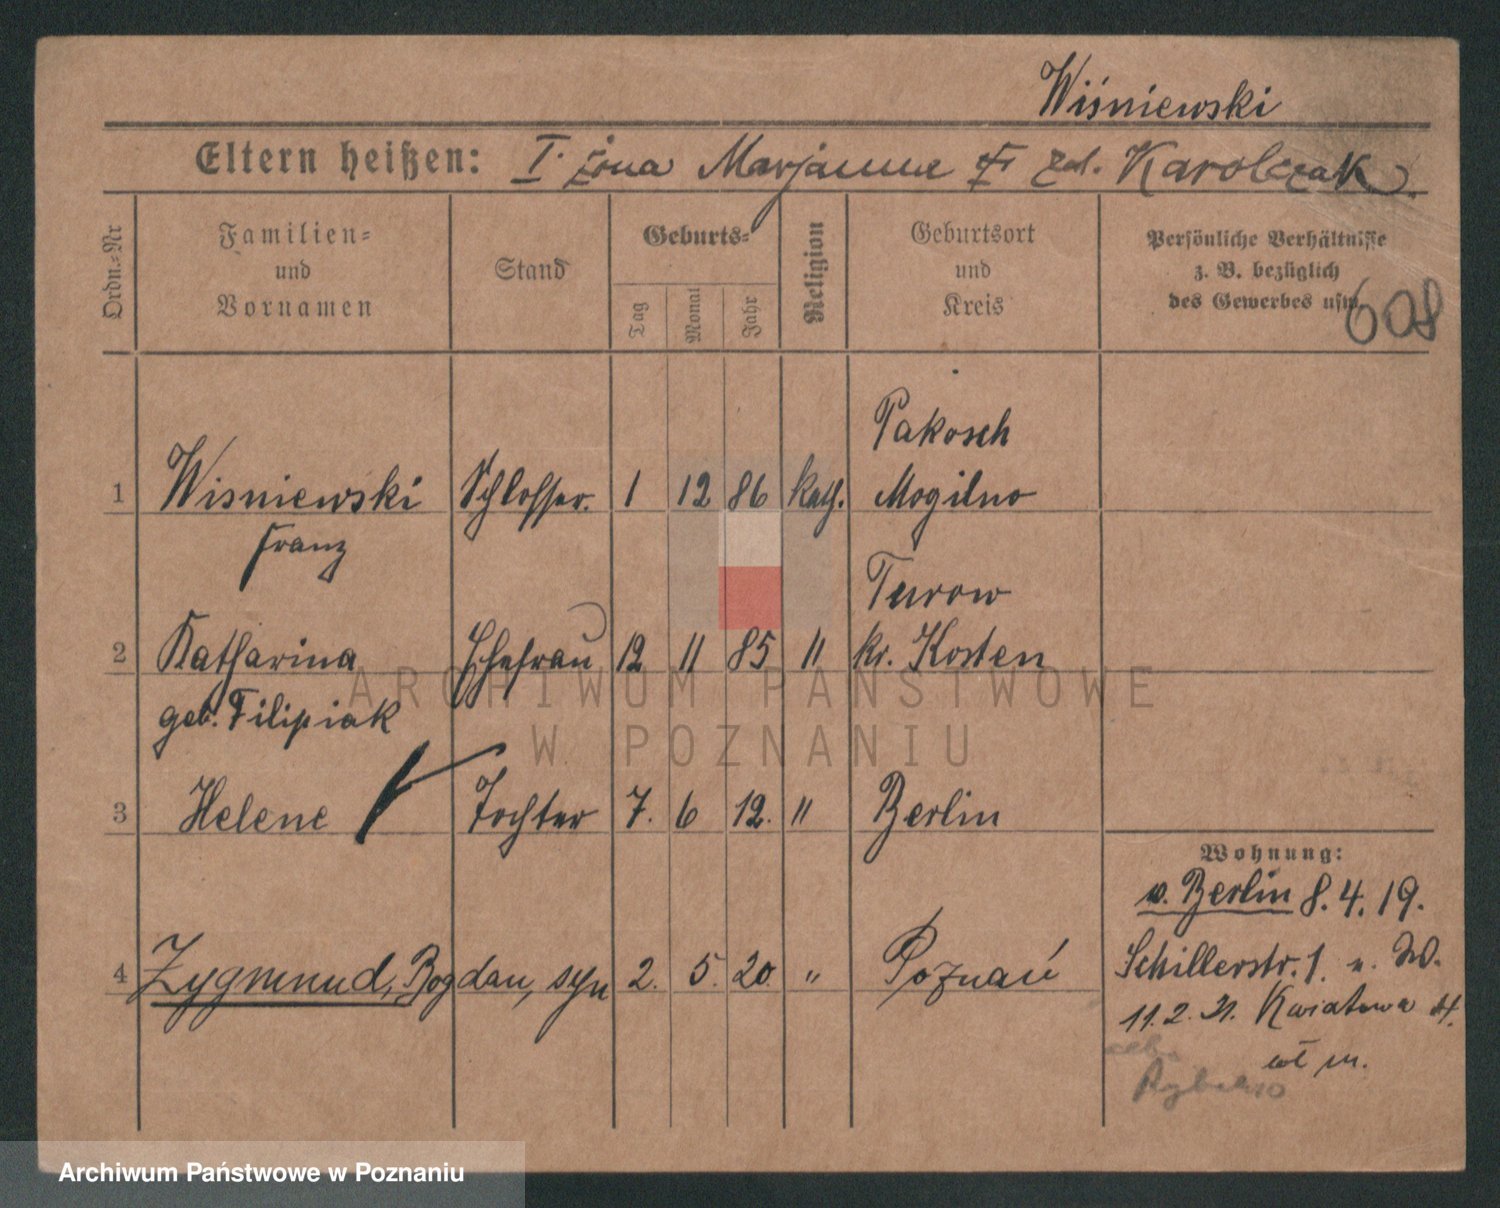 Wiśniewski
Eltern heißen: I. żona Marjanna z d. Karolczak.
Ordn.-Nr
Familien-
und
Vornamen
Stand
Geburts-
Tag
Monat
Jahr
Religion
Geburtsort
und
Kreis
Persönliche Verhältnisse
z. B. bezüglich
des Gewerbes usw.
608
Pakosch
1 Wisniewski Schlosser. 1 12 86 kath. Mogilno
Franz
Turow
2 Katharina Ehefrau 12 11 85 " kr. Kosten
geb. Filipiak
3 Helene Tochter 7. 6 12. " Berlin
Wohnung:
v. Berlin 8.4.19.
4 Zygmund, Bogdan, syn 2. 5. 20. " Poznań
Schillerstr. 1. n. W.
11.2.21. Kwiatowa
wł m.
ARCHIWUM PAŃSTWOWE
W POZNANIU
Archiwum Państwowe w Poznaniu